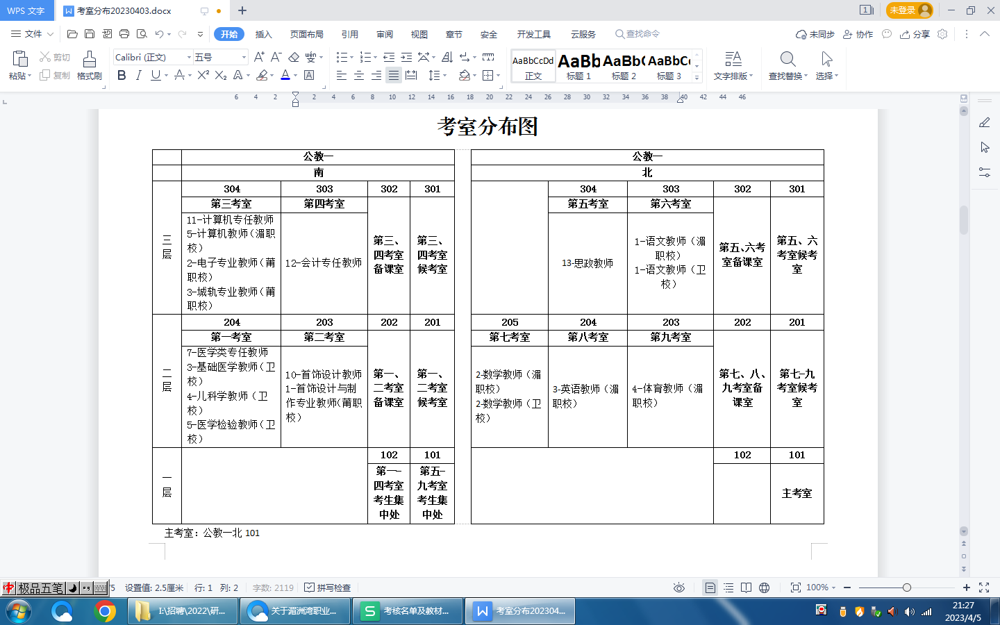 WPS 文字
考室分布20230403.docx
未登录
文件
开始
插入
页面布局
引用
审阅
视图
章节
安全
开发工具
云服务
查找命令
未同步
协作
分享
粘贴
剪切
复制
格式刷
Calibri (正文)
五号
AaBbCcDd
正文
AaBb
标题 1
AaBb(
标题 2
AaBbC
标题 3
文字排版
查找替换
选择
6 4 2 2 4 6 8 10 12 14 16 18 20 22 24 26 28 30 32 34 36 38 40 42 44 46
考室分布图
公教一
公教一
南
北
三层
304
303
302
301
304
303
302
301
第三考室
第四考室
第五考室
第六考室
11-计算机专任教师
5-计算机教师（湄职
校）
2-电子专业教师（莆
职校）
3-城轨专业教师（莆
职校）
12-会计专任教师
第三、
四考室
备课室
第三、
四考室
候考室
13-思政教师
1-语文教师（湄
职校）
1-语文教师（卫
校）
第五、六考
室备课室
第五、六
考室候考
室
二层
204
203
202
201
205
204
203
202
201
第一考室
第二考室
第七考室
第八考室
第九考室
7-医学类专任教师
3-基础医学教师（卫
校）
4-儿科学教师（卫
校）
5-医学检验教师（卫
校）
10-首饰设计教师
1-首饰设计与制
作专业教师（莆职
校）
第一、
二考室
备课室
第一、
二考室
候考室
2-数学教师（湄
职校）
2-数学教师（卫
校）
3-英语教师（湄
职校）
4-体育教师（湄
职校）
第七、八、
九考室备
课室
第七-九
考室候考
室
一层
102
101
102
101
第一-
四考室
考生集
中处
第五-
九考室
考生集
中处
主考室
主考室：公教一北 101
中 极品五笔
/5
设置值: 2.5厘米
行: 1
列: 2
字数: 2119
拼写检查
100%
I:\招聘\2022\研...
关于湄洲湾职业...
考核名单及教材...
考室分布202304...
21:27
2023/4/5